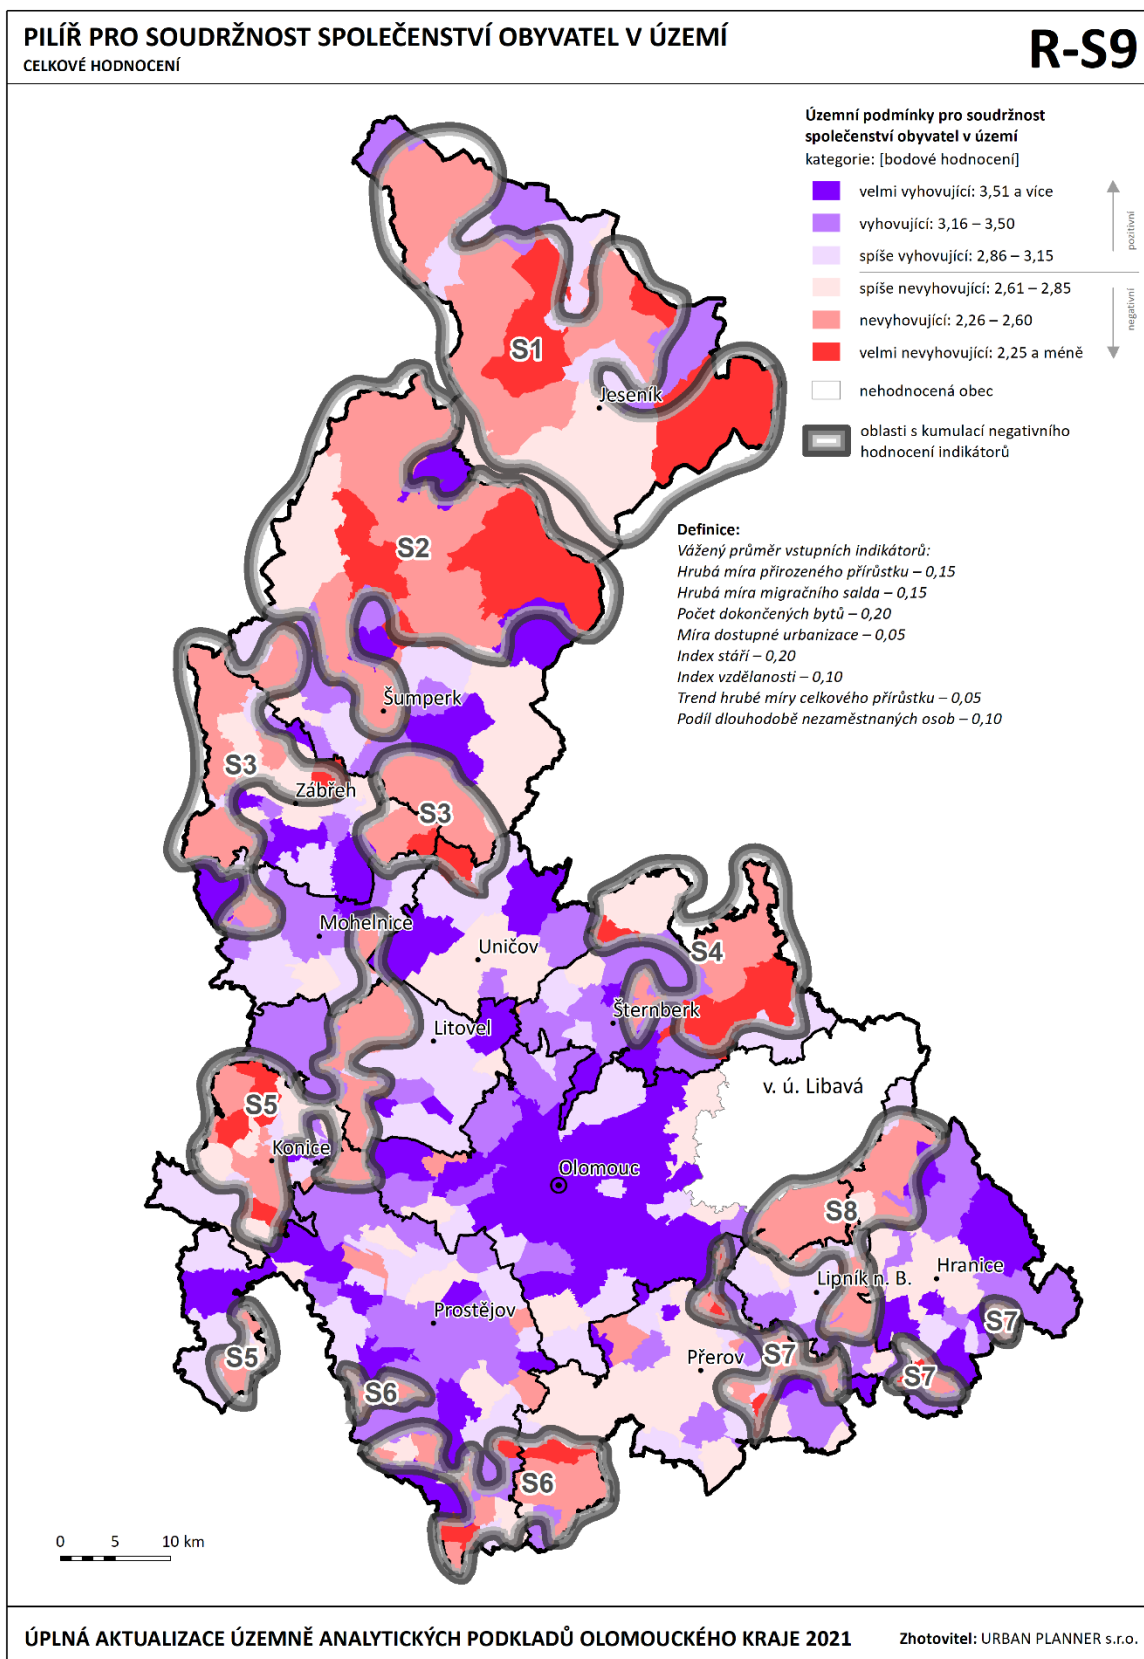 PILÍŘ PRO SOUDRŽNOST SPOLEČENSTVÍ OBYVATEL V ÚZEMÍ
CELKOVÉ HODNOCENÍ
R-S9
Územní podmínky pro soudržnost
společenství obyvatel v území
kategorie: [bodové hodnocení]
velmi vyhovující: 3,51 a více
vyhovující: 3,16 – 3,50
spíše vyhovující: 2,86 – 3,15
spíše nevyhovující: 2,61 – 2,85
nevyhovující: 2,26 – 2,60
velmi nevyhovující: 2,25 a méně
nehodnocená obec
oblasti s kumulací negativního
hodnocení indikátorů
pozitivní
negativní
Definice:
Vážený průměr vstupních indikátorů:
Hrubá míra přirozeného přírůstku – 0,15
Hrubá míra migračního salda – 0,15
Počet dokončených bytů – 0,20
Míra dostupné urbanizace – 0,05
Index stáří – 0,20
Index vzdělanosti – 0,10
Trend hrubé míry celkového přírůstku – 0,05
Podíl dlouhodobě nezaměstnaných osob – 0,10
S1
Jeseník
S2
Šumperk
S3
Zábřeh
S3
Mohelnice
Uničov
S4
Šternberk
Litovel
v. ú. Libavá
S5
Konice
Olomouc
S8
Lipník n. B.
Hranice
Prostějov
S7
S5
Přerov
S7
S7
S6
S6
0 5 10 km
ÚPLNÁ AKTUALIZACE ÚZEMNĚ ANALYTICKÝCH PODKLADŮ OLOMOUCKÉHO KRAJE 2021
Zhotovitel: URBAN PLANNER s.r.o.